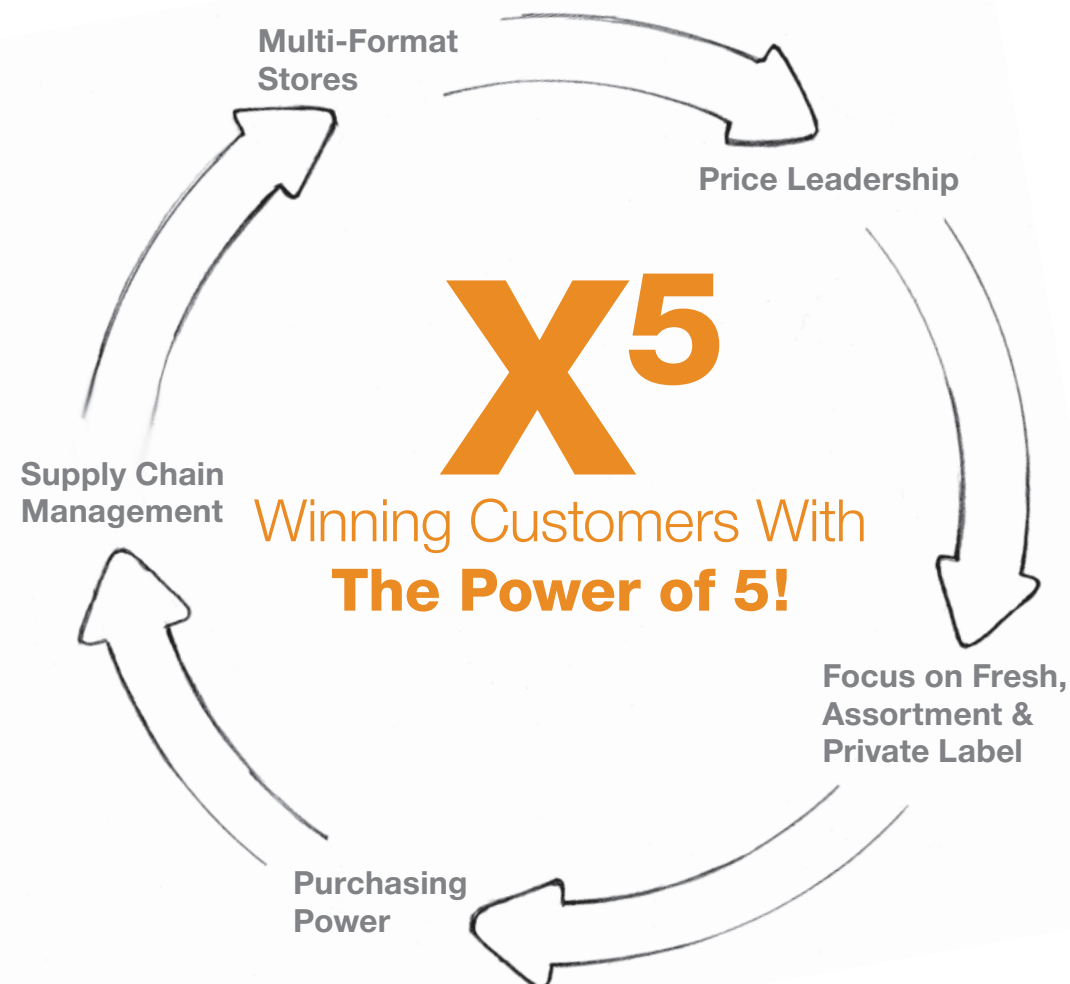 Multi-Format
Stores
Price Leadership
X⁵
Supply Chain
Management
Winning Customers With
The Power of 5!
Focus on Fresh,
Assortment &
Private Label
Purchasing
Power